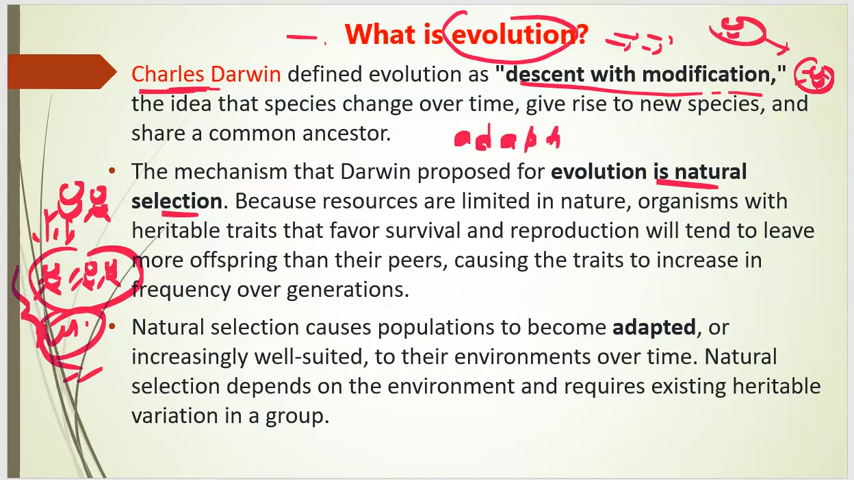 What is evolution?
Charles Darwin defined evolution as "descent with modification,"
the idea that species change over time, give rise to new species, and
share a common ancestor.
adapt
• The mechanism that Darwin proposed for evolution is natural
selection. Because resources are limited in nature, organisms with
heritable traits that favor survival and reproduction will tend to leave
more offspring than their peers, causing the traits to increase in
frequency over generations.
• Natural selection causes populations to become adapted, or
increasingly well-suited, to their environments over time. Natural
selection depends on the environment and requires existing heritable
variation in a group.